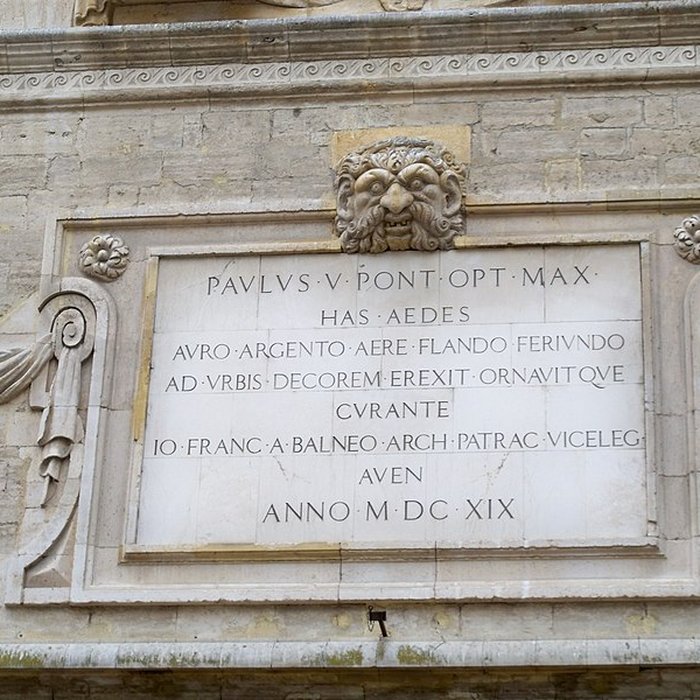 PAVLVS·V·PONT·OPT·MAX·
HAS·AEDES
AVRO·ARGENTO·AERE·FLANDO·FERIVNDO
AD·VRBIS·DECOREM·EREXIT·ORNAVITQVE
CVRANTE
IO·FRANC·A·BALNEO·ARCH·PATRAC·VICELEG·
AVEN
ANNO·M·DC·XIX